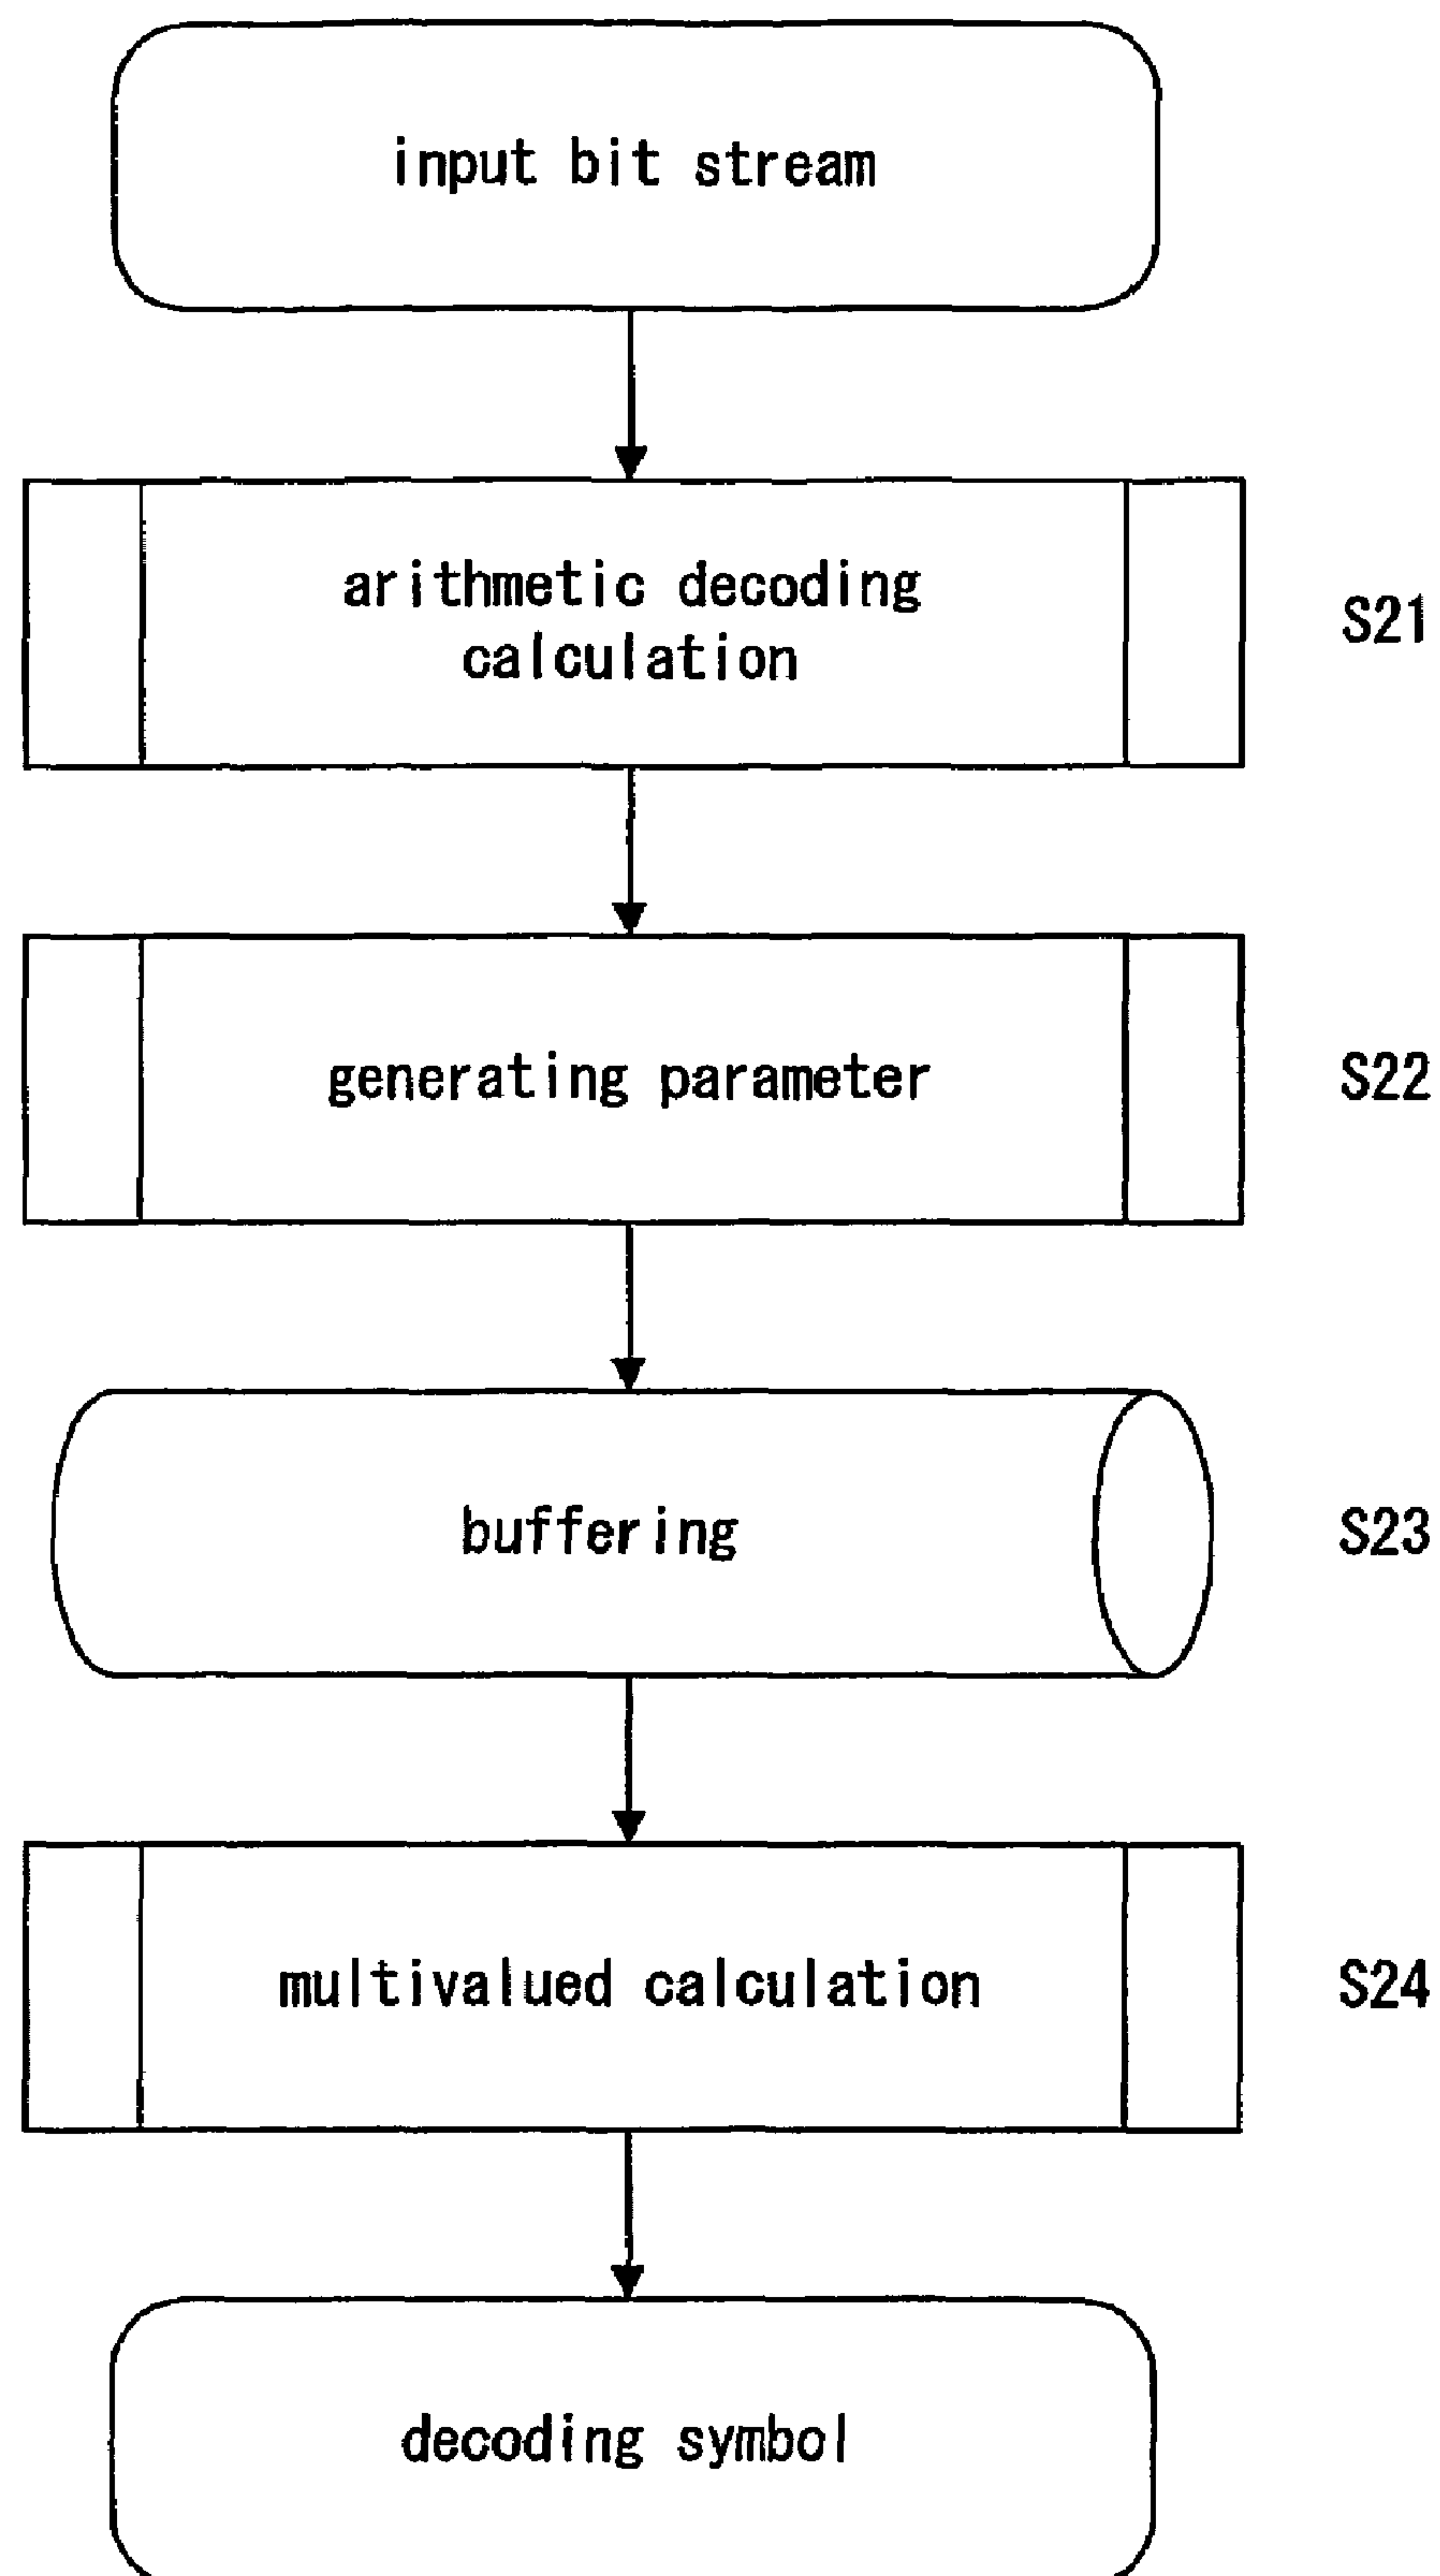 input bit stream
arithmetic decoding
calculation
S21
generating parameter
S22
buffering
S23
multivalued calculation
S24
decoding symbol